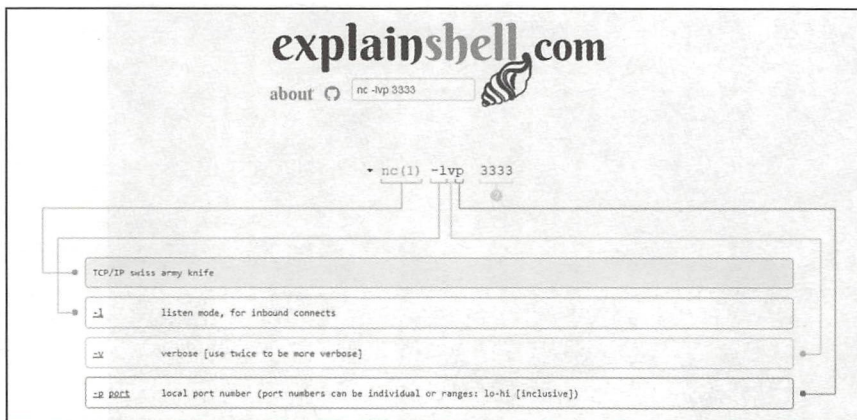 explainshell.com
about nc -lvp 3333
nc(1) -lvp 3333
?
TCP/IP swiss army knife
-l listen mode, for inbound connects
-v verbose [use twice to be more verbose]
-p port local port number (port numbers can be individual or ranges: lo-hi [inclusive])